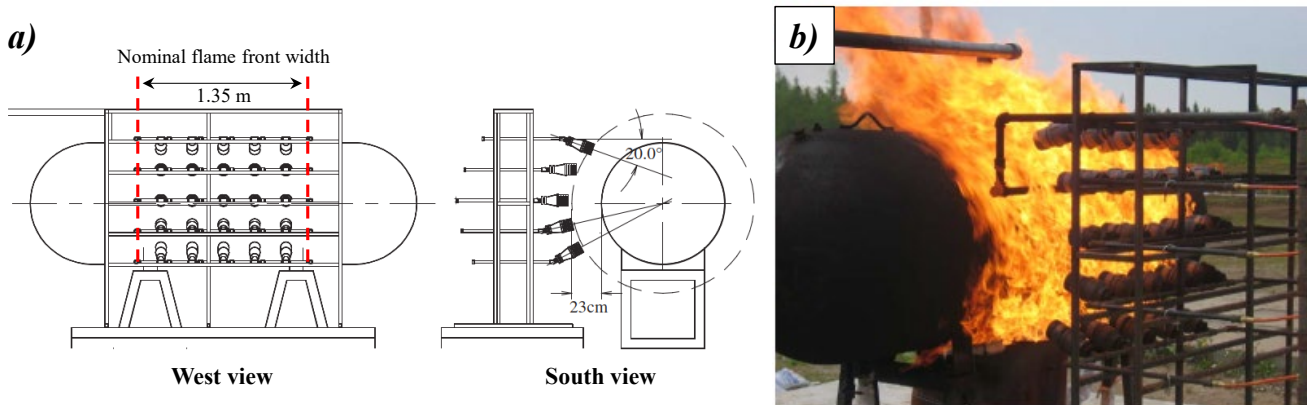 a)
Nominal flame front width
1.35 m
20.0°
23cm
West view
South view
b)